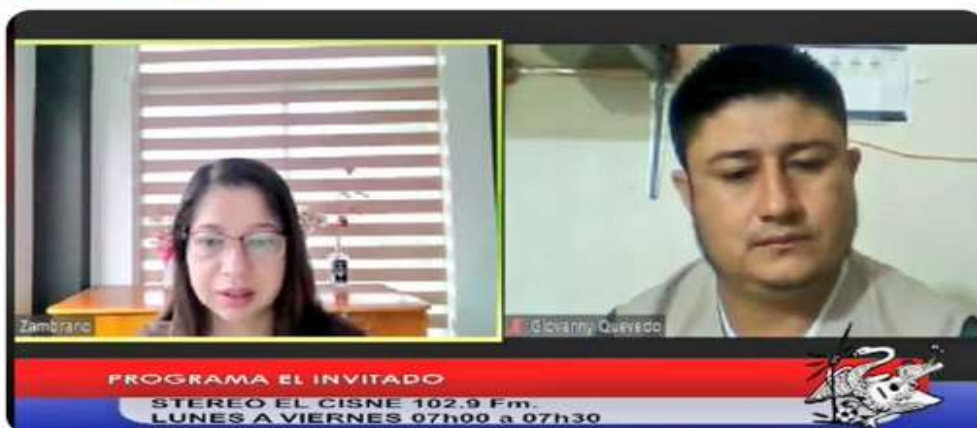 Zambrano
Giovanny Quevedo
PROGRAMA EL INVITADO
STEREO EL CISNE 102.9 Fm.
LUNES A VIERNES 07h00 a 07h30